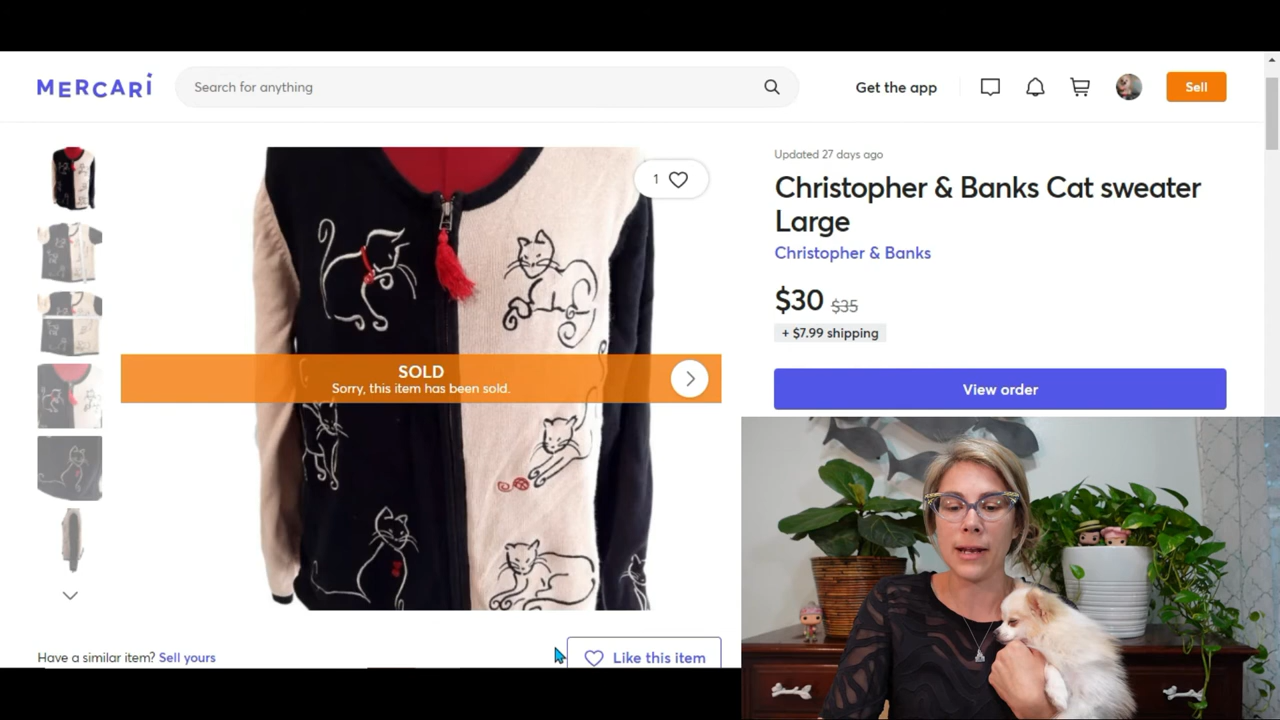 MERCARI
Search for anything
Get the app
Sell
Updated 27 days ago
Christopher & Banks Cat sweater
Large
Christopher & Banks
$30 $35
+ $7.99 shipping
View order
1
SOLD
Sorry, this item has been sold.
Have a similar item? Sell yours
Like this item